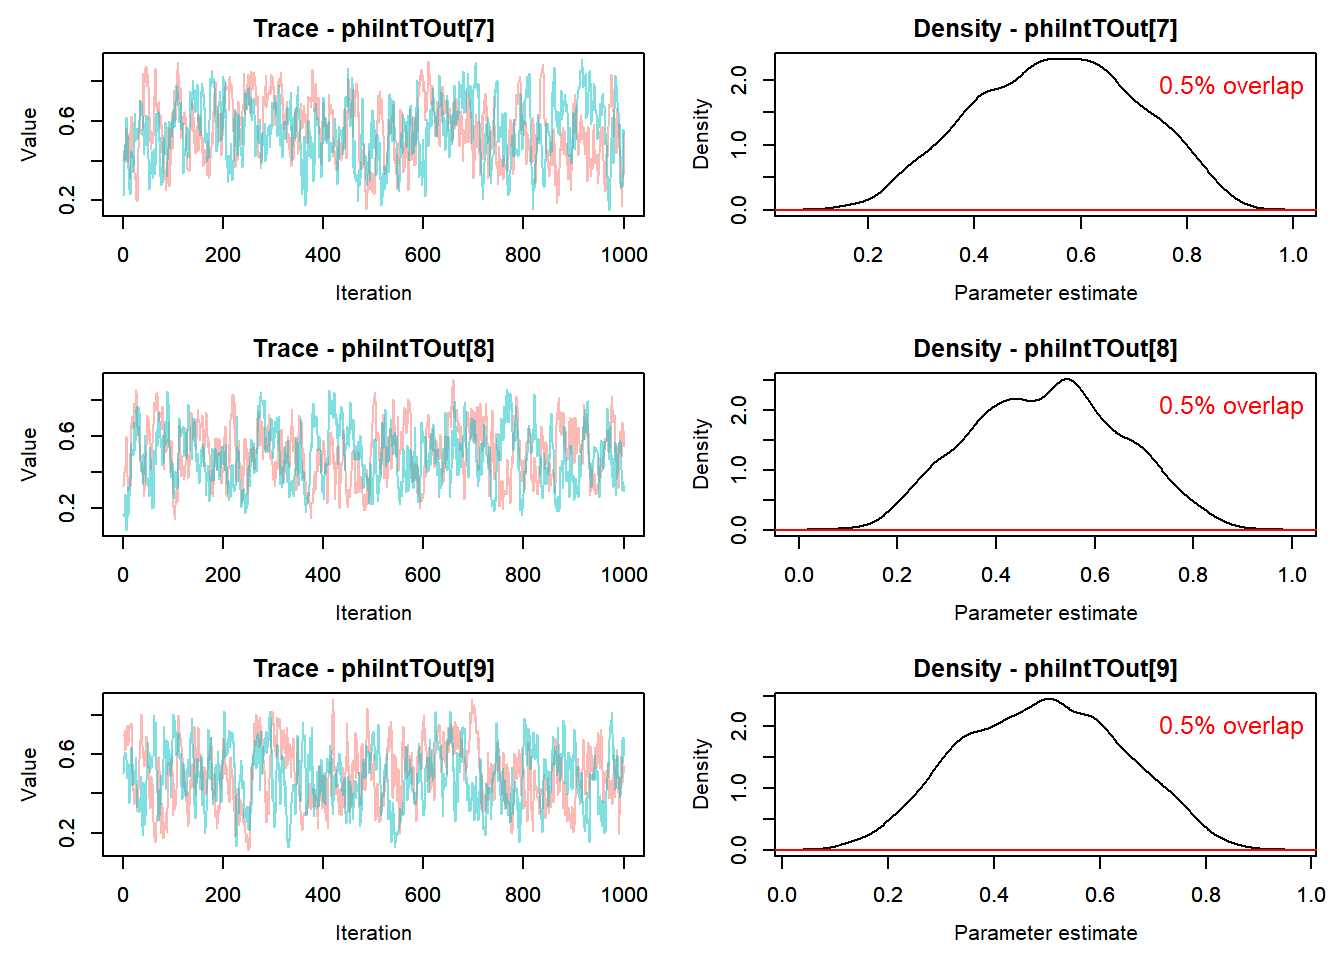 Trace - phiIntTOut[7]
Value
0.2
0.6
0
200
400
600
800
1000
Iteration
Density - phiIntTOut[7]
0.5% overlap
Density
0.0
1.0
2.0
0.2
0.4
0.6
0.8
1.0
Parameter estimate
Trace - phiIntTOut[8]
Value
0.2
0.6
0
200
400
600
800
1000
Iteration
Density - phiIntTOut[8]
0.5% overlap
Density
0.0
1.0
2.0
0.0
0.2
0.4
0.6
0.8
1.0
Parameter estimate
Trace - phiIntTOut[9]
Value
0.2
0.6
0
200
400
600
800
1000
Iteration
Density - phiIntTOut[9]
0.5% overlap
Density
0.0
1.0
2.0
0.0
0.2
0.4
0.6
0.8
1.0
Parameter estimate